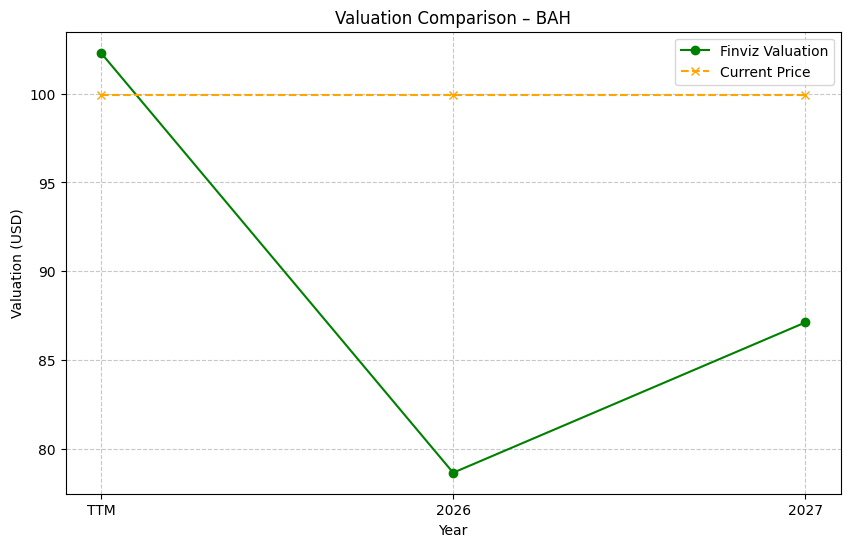 Valuation Comparison – BAH
Finviz Valuation
Current Price
Valuation (USD)
100
95
90
85
80
TTM
2026
2027
Year